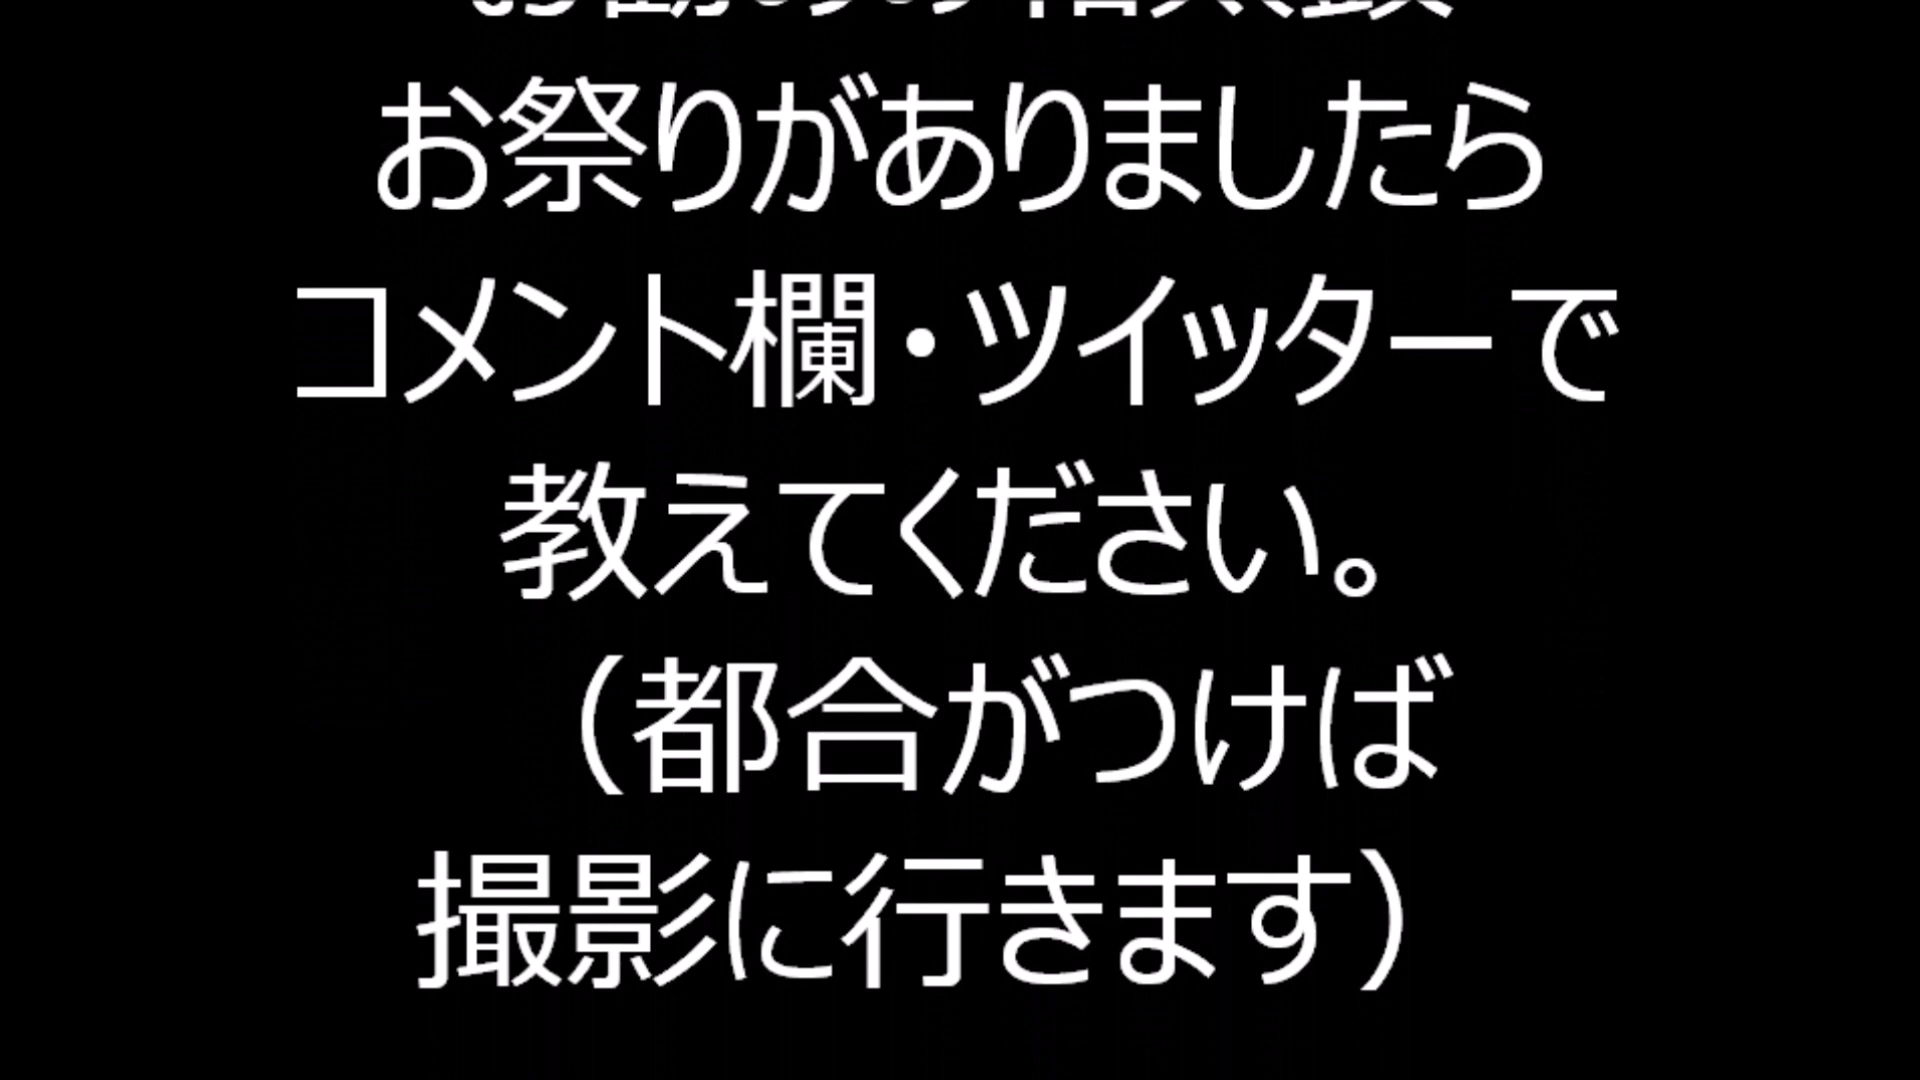 お祭りがありましたら
コメント欄・ツイッターで
教えてください。
（都合がつけば
撮影に行きます）